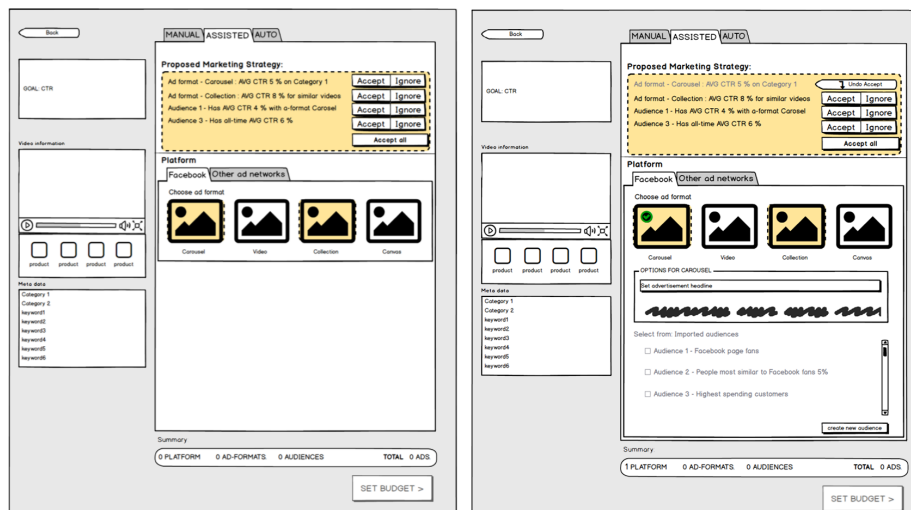 Back
MANUAL ASSISTED AUTO
GOAL: CTR
Proposed Marketing Strategy:
Ad format - Carousel : AVG CTR 5 % on Category 1 Accept Ignore
Ad format - Collection : AVG CTR 8 % for similar videos Accept Ignore
Audience 1 - Has AVG CTR 4 % with a-format Carosel Accept Ignore
Audience 3 - Has all-time AVG CTR 6 % Accept Ignore
Accept all
Video information
product product product product
Meta data
Category 1
Category 2
keyword1
keyword2
keyword3
keyword4
keyword5
keyword6
Platform
Facebook Other ad networks
Choose ad format
Carousel Video Collection Canvas
Summary
0 PLATFORM 0 AD-FORMATS. 0 AUDIENCES TOTAL 0 ADS.
SET BUDGET >
Back
MANUAL ASSISTED AUTO
GOAL: CTR
Proposed Marketing Strategy:
Ad format - Carousel : AVG CTR 5 % on Category 1 Undo Accept
Ad format - Collection : AVG CTR 8 % for similar videos Accept Ignore
Audience 1 - Has AVG CTR 4 % with a-format Carosel Accept Ignore
Audience 3 - Has all-time AVG CTR 6 % Accept Ignore
Accept all
Video information
product product product product
Meta data
Category 1
Category 2
keyword1
keyword2
keyword3
keyword4
keyword5
keyword6
Platform
Facebook Other ad networks
Choose ad format
Carousel Video Collection Canvas
OPTIONS FOR CAROUSEL
Set advertisement headline
Select from: Imported audiences
Audience 1 - Facebook page fans
Audience 2 - People most similar to Facebook fans 5%
Audience 3 - Highest spending customers
create new audience
Summary
1 PLATFORM 0 AD-FORMATS. 0 AUDIENCES TOTAL 0 ADS.
SET BUDGET >